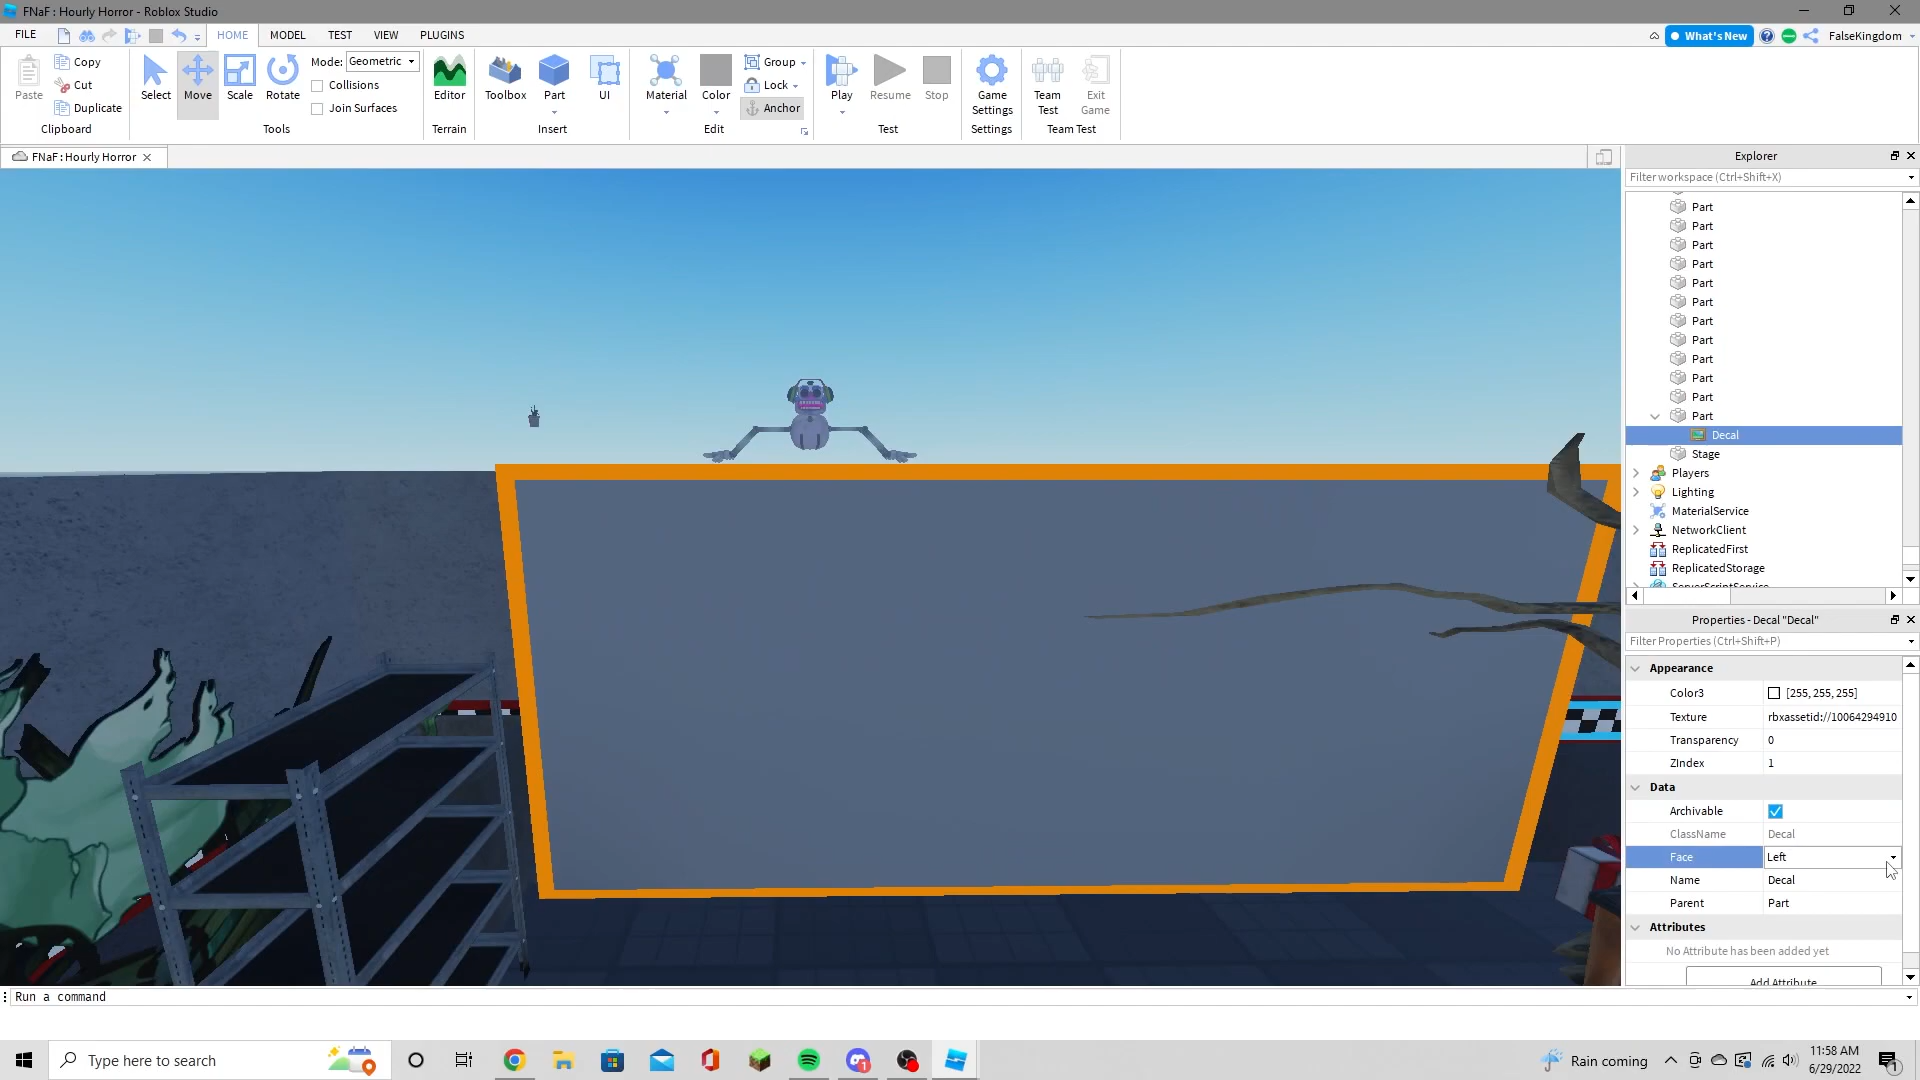 FNaF : Hourly Horror - Roblox Studio
FILE
HOME
MODEL
TEST
VIEW
PLUGINS
What's New
FalseKingdom
Paste
Copy
Cut
Duplicate
Clipboard
Select
Move
Scale
Rotate
Mode: Geometric
Collisions
Join Surfaces
Tools
Editor
Terrain
Toolbox
Part
UI
Insert
Material
Color
Group
Lock
Anchor
Edit
Play
Resume
Stop
Test
Game
Settings
Settings
Team
Test
Exit
Game
Team Test
FNaF : Hourly Horror
Explorer
Filter workspace (Ctrl+Shift+X)
Part
Part
Part
Part
Part
Part
Part
Part
Part
Part
Part
Part
Decal
Stage
Players
Lighting
MaterialService
NetworkClient
ReplicatedFirst
ReplicatedStorage
ServerScriptService
Properties - Decal "Decal"
Filter Properties (Ctrl+Shift+P)
Appearance
Color3 [255, 255, 255]
Texture rbxassetid://10064294910
Transparency 0
ZIndex 1
Data
Archivable
ClassName Decal
Face Left
Name Decal
Parent Part
Attributes
No Attribute has been added yet
Add Attribute
Run a command
Type here to search
1
Rain coming
11:58 AM
6/29/2022
1